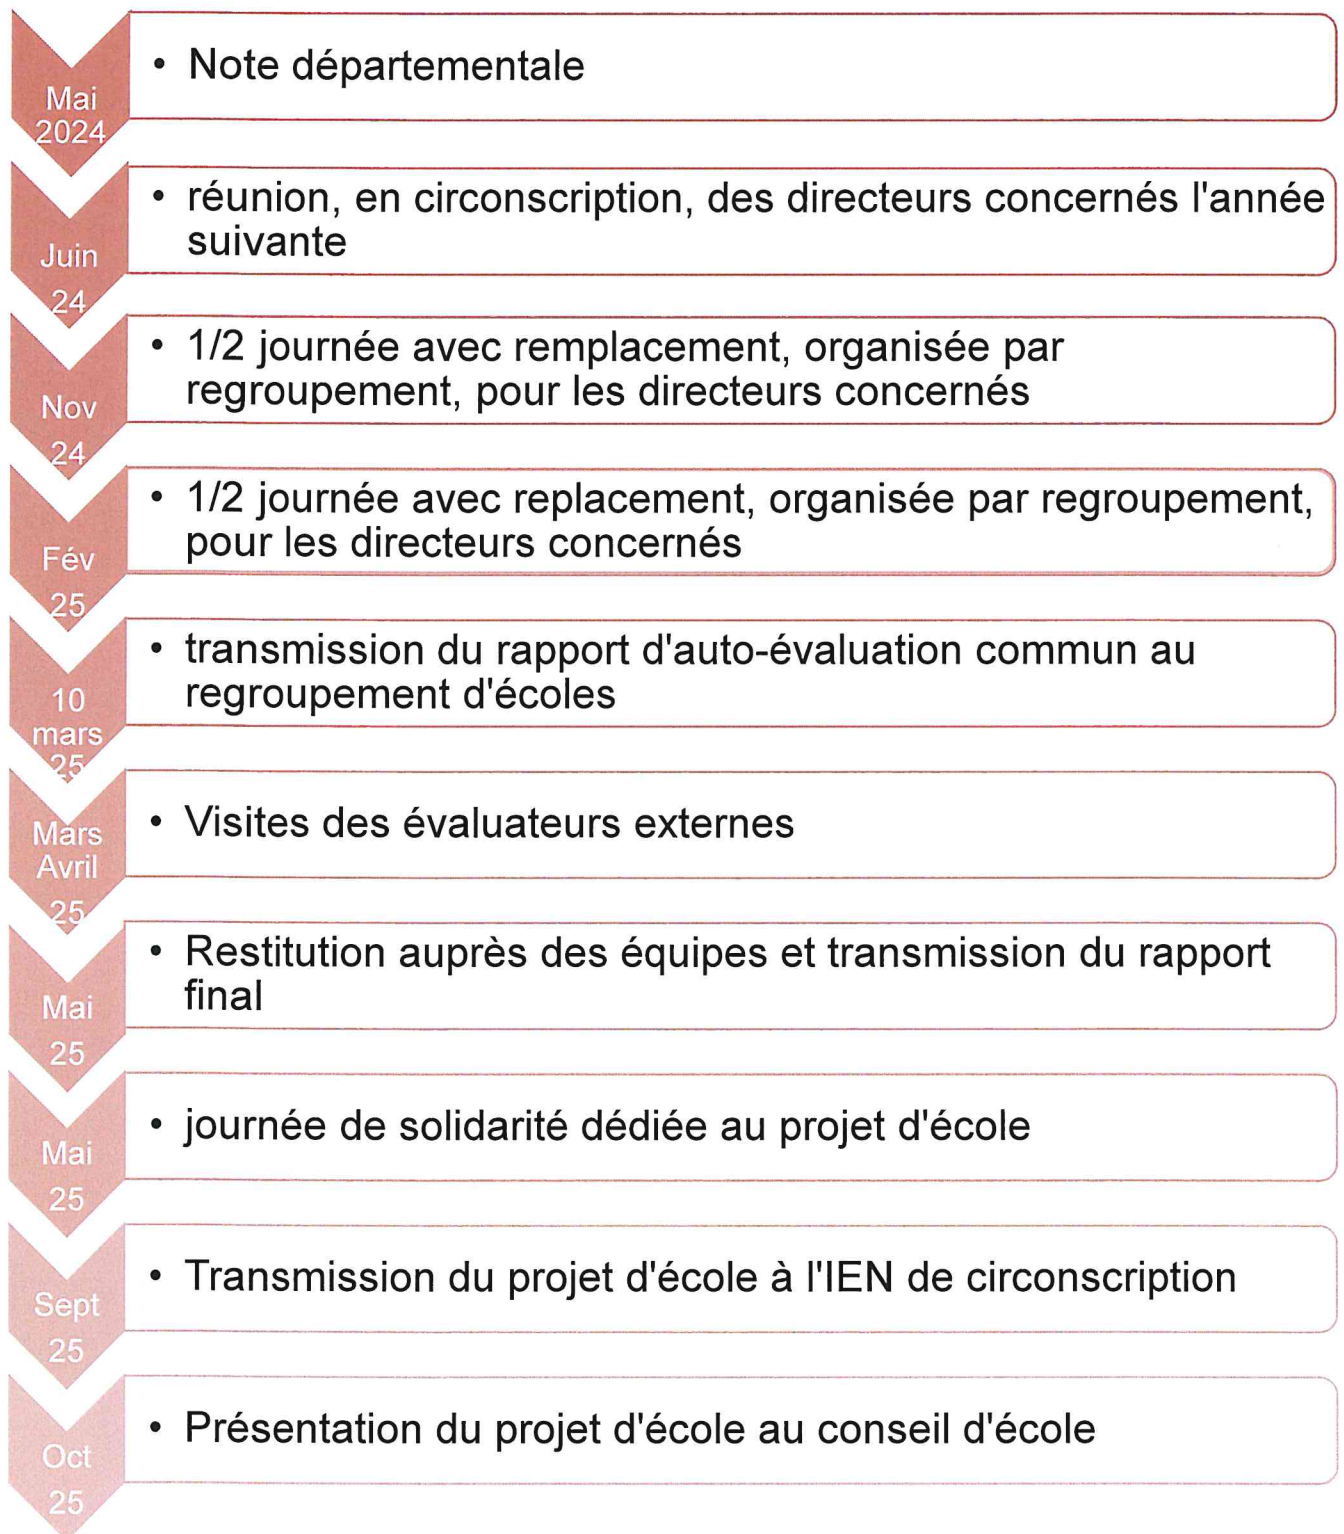 Mai
2024
• Note départementale
Juin
24
• réunion, en circonscription, des directeurs concernés l'année
suivante
Nov
24
• 1/2 journée avec remplacement, organisée par
regroupement, pour les directeurs concernés
Fév
25
• 1/2 journée avec replacement, organisée par regroupement,
pour les directeurs concernés
10
mars
25
• transmission du rapport d'auto-évaluation commun au
regroupement d'écoles
Mars
Avril
25
• Visites des évaluateurs externes
Mai
25
• Restitution auprès des équipes et transmission du rapport
final
Mai
25
• journée de solidarité dédiée au projet d'école
Sept
25
• Transmission du projet d'école à l'IEN de circonscription
Oct
25
• Présentation du projet d'école au conseil d'école